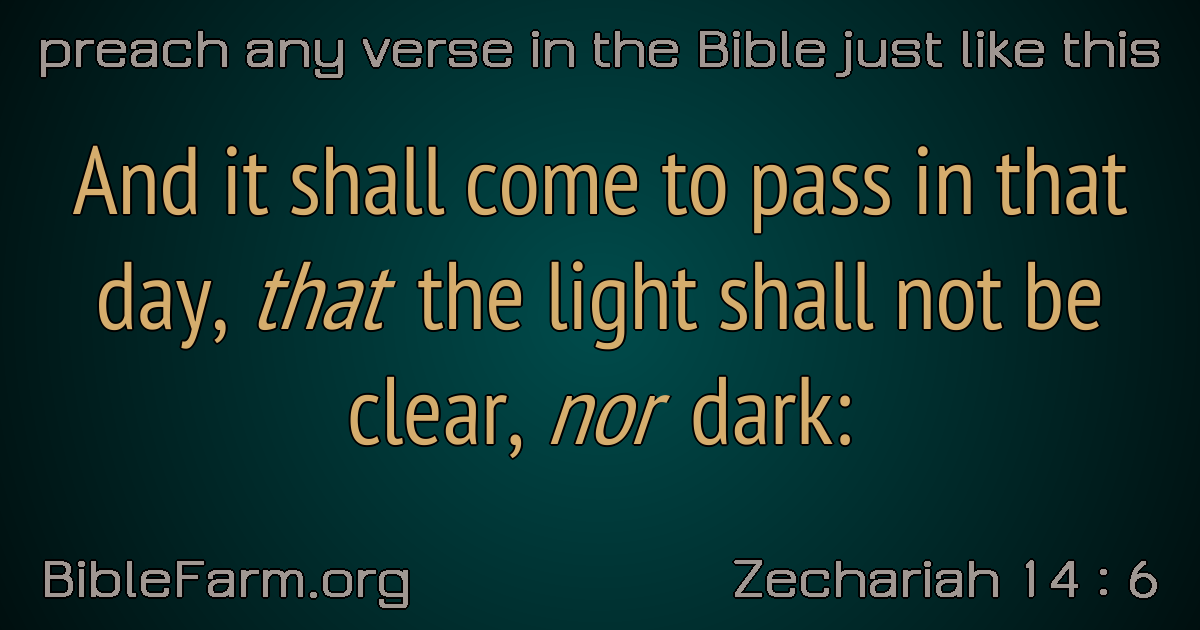 preach any verse in the Bible just like this
And it shall come to pass in that
day, that the light shall not be
clear, nor dark:
BibleFarm.org
Zechariah 14 : 6